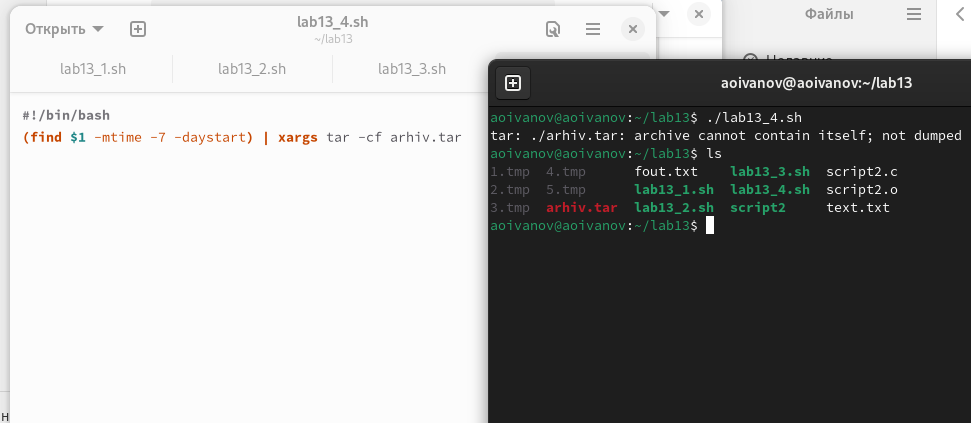 Открыть
lab13_4.sh
~/lab13
lab13_1.sh
lab13_2.sh
lab13_3.sh
#!/bin/bash
(find $1 -mtime -7 -daystart) | xargs tar -cf arhiv.tar
Файлы
aoivanov@aoivanov:~/lab13
aoivanov@aoivanov:~/lab13$ ./lab13_4.sh
tar: ./arhiv.tar: archive cannot contain itself; not dumped
aoivanov@aoivanov:~/lab13$ ls
1.tmp 4.tmp fout.txt lab13_3.sh script2.c
2.tmp 5.tmp lab13_1.sh lab13_4.sh script2.o
3.tmp arhiv.tar lab13_2.sh script2 text.txt
aoivanov@aoivanov:~/lab13$